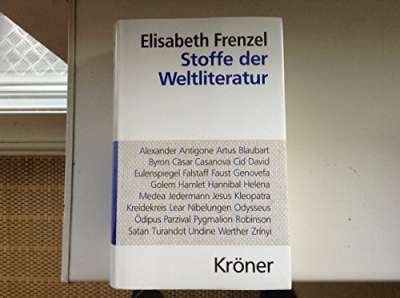 Elisabeth Frenzel
Stoffe der
Weltliteratur
Alexander Antigone Artus Blaubart
Byron Cäsar Casanova Cid David
Eulenspiegel Falstaff Faust Genovefa
Golem Hamlet Hannibal Helena
Medea Jedermann Jesus Kleopatra
Kreidekreis Lear Nibelungen Odysseus
Ödipus Parzival Pygmalion Robinson
Satan Turandot Undine Werther Zrínyi
Kröner